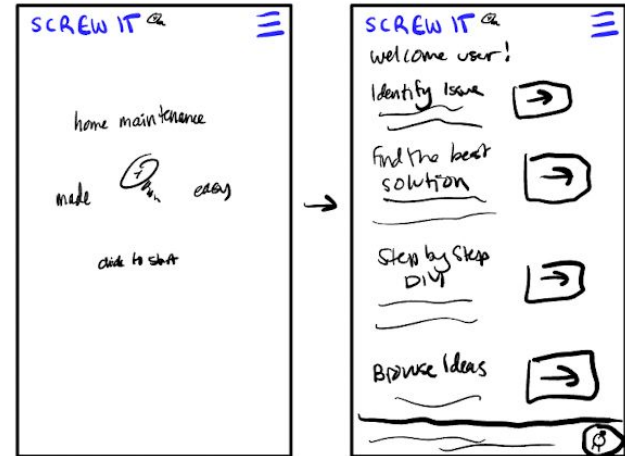 SCREW IT
home maintenance
made easy
click to start
SCREW IT
welcome user!
Identify Issue
find the best
solution
Step by Step
DIY
Browse Ideas